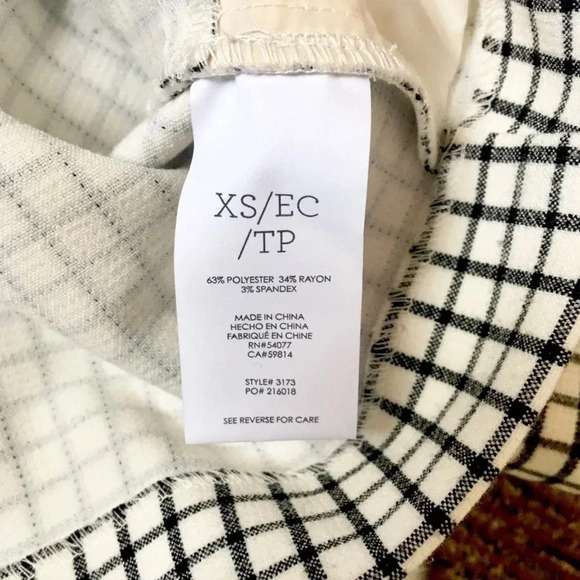 XS/EC
/TP
63% POLYESTER 34% RAYON
3% SPANDEX
MADE IN CHINA
HECHO EN CHINA
FABRIQUÉ EN CHINE
RN#54077
CA#59814
STYLE# 3173
PO# 216018
SEE REVERSE FOR CARE